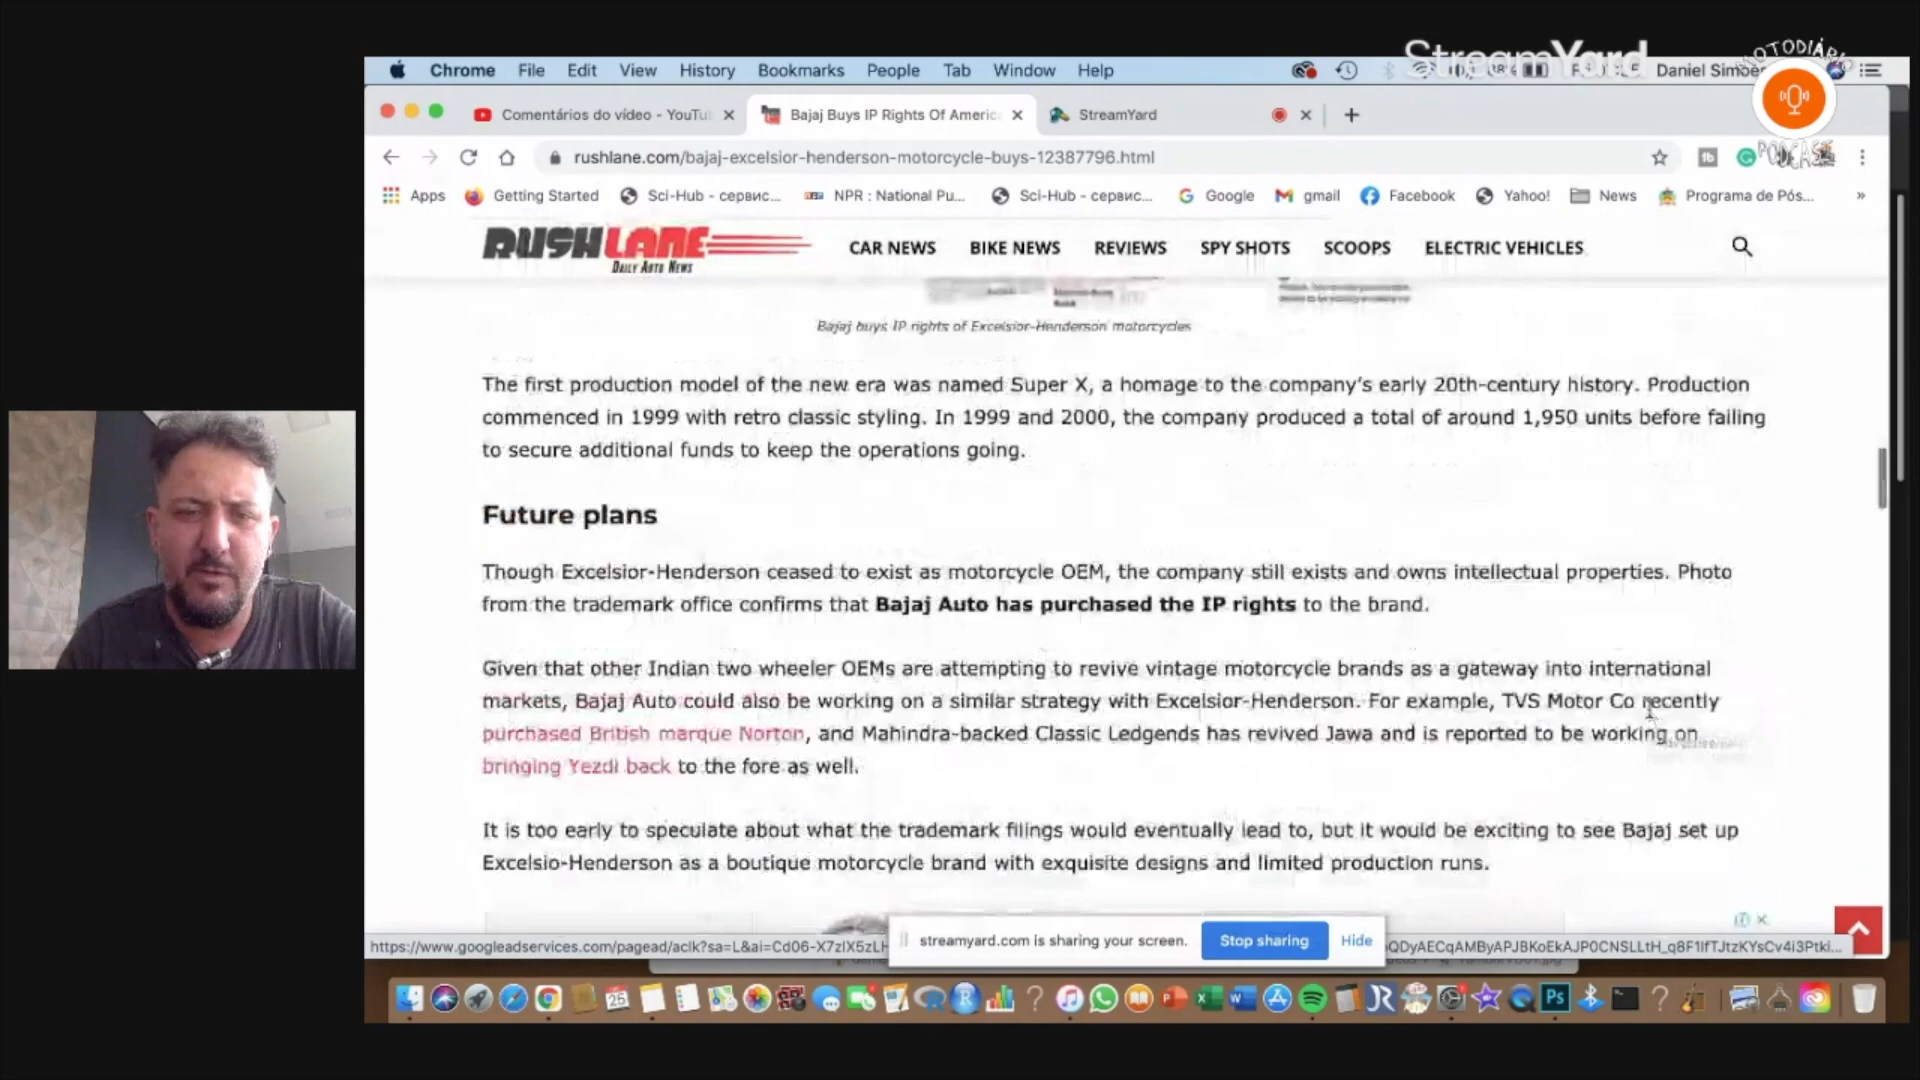 StreamYard
MOTODIÁRIO
PODCAST
Chrome File Edit View History Bookmarks People Tab Window Help
Comentários do vídeo - YouTu
Bajaj Buys IP Rights Of Americ
StreamYard
rushlane.com/bajaj-excelsior-henderson-motorcycle-buys-12387796.html
Apps Getting Started Sci-Hub - сервис... NPR : National Pu... Sci-Hub - сервис... Google gmail Facebook Yahoo! News Programa de Pós... »
RUSHLANE
DAILY AUTO NEWS
CAR NEWS BIKE NEWS REVIEWS SPY SHOTS SCOOPS ELECTRIC VEHICLES
Bajaj buys IP rights of Excelsior-Henderson motorcycles
The first production model of the new era was named Super X, a homage to the company's early 20th-century history. Production
commenced in 1999 with retro classic styling. In 1999 and 2000, the company produced a total of around 1,950 units before failing
to secure additional funds to keep the operations going.
Future plans
Though Excelsior-Henderson ceased to exist as motorcycle OEM, the company still exists and owns intellectual properties. Photo
from the trademark office confirms that Bajaj Auto has purchased the IP rights to the brand.
Given that other Indian two wheeler OEMs are attempting to revive vintage motorcycle brands as a gateway into international
markets, Bajaj Auto could also be working on a similar strategy with Excelsior-Henderson. For example, TVS Motor Co recently
purchased British marque Norton, and Mahindra-backed Classic Ledgends has revived Jawa and is reported to be working on
bringing Yezdi back to the fore as well.
It is too early to speculate about what the trademark filings would eventually lead to, but it would be exciting to see Bajaj set up
Excelsio-Henderson as a boutique motorcycle brand with exquisite designs and limited production runs.
streamyard.com is sharing your screen. Stop sharing Hide